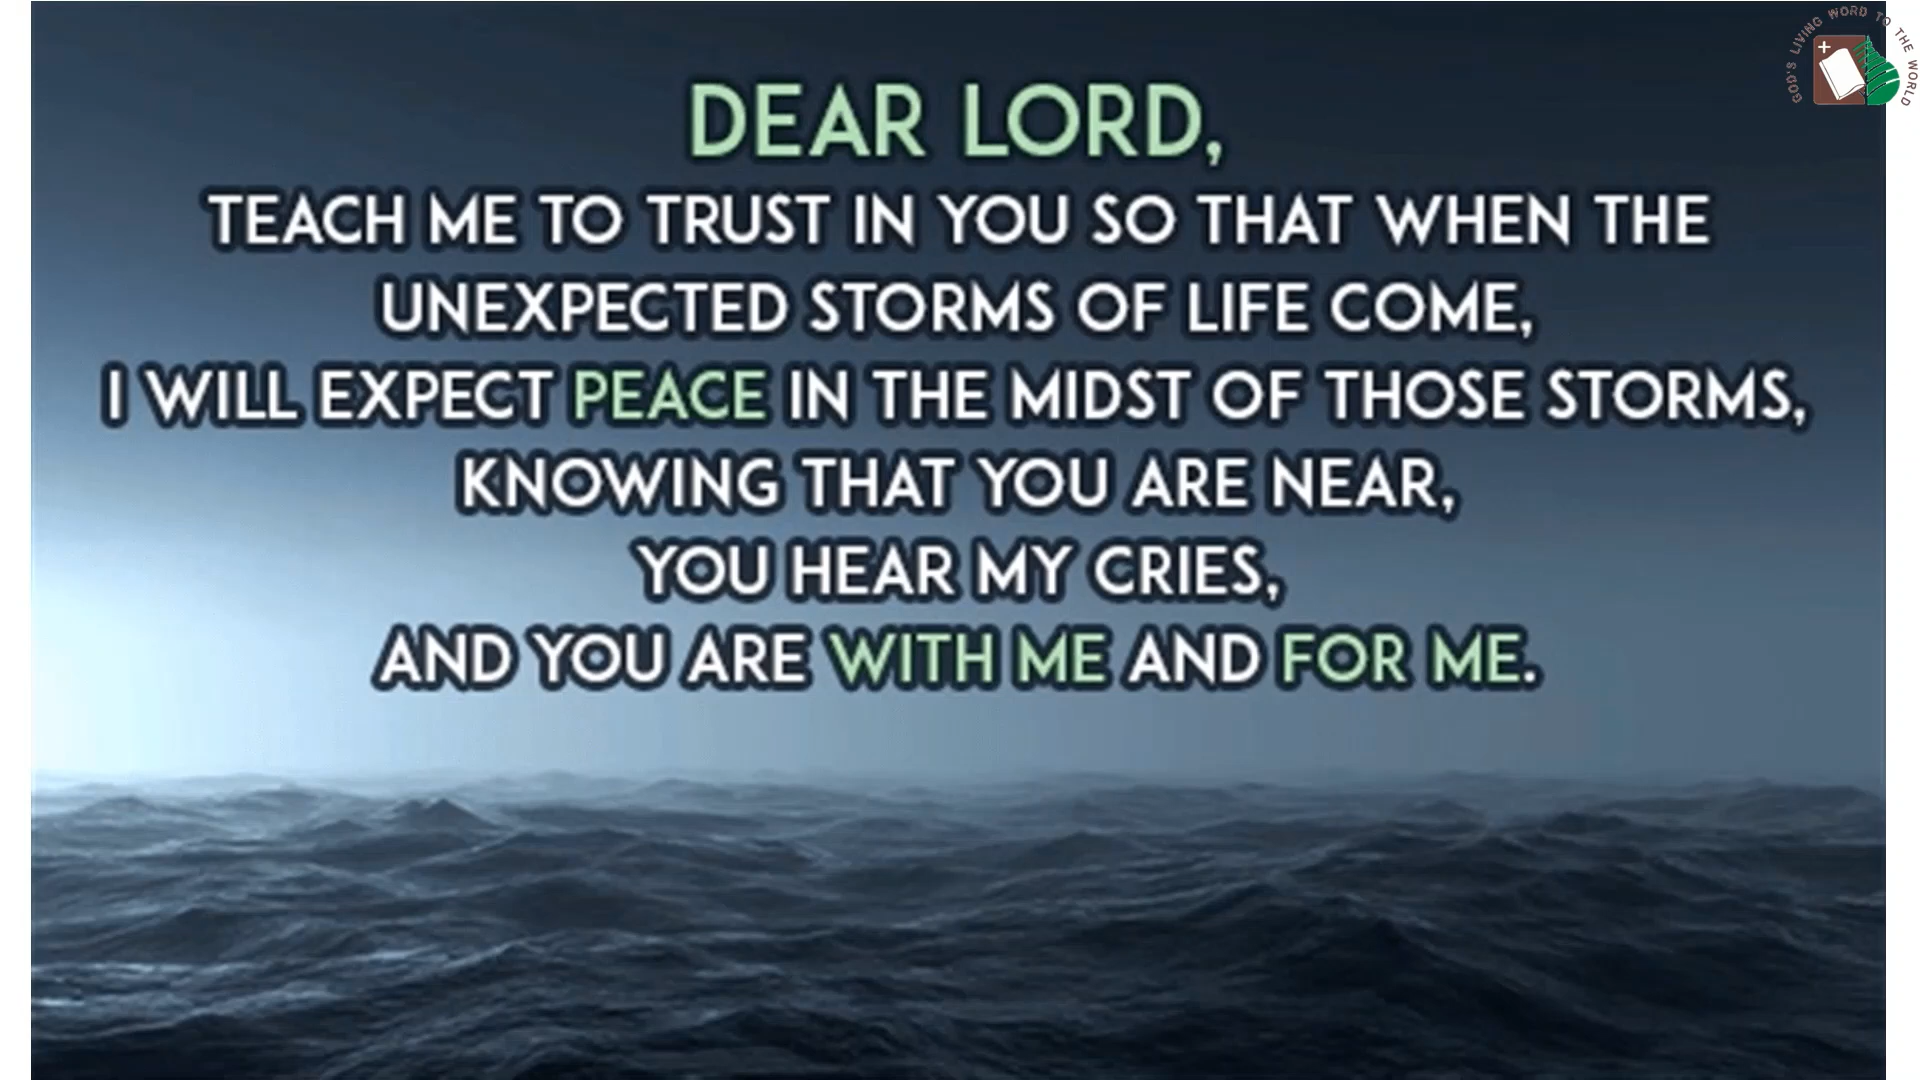 GOD'S LIVING WORD TO THE WORLD
DEAR LORD,
TEACH ME TO TRUST IN YOU SO THAT WHEN THE
UNEXPECTED STORMS OF LIFE COME,
I WILL EXPECT PEACE IN THE MIDST OF THOSE STORMS,
KNOWING THAT YOU ARE NEAR,
YOU HEAR MY CRIES,
AND YOU ARE WITH ME AND FOR ME.